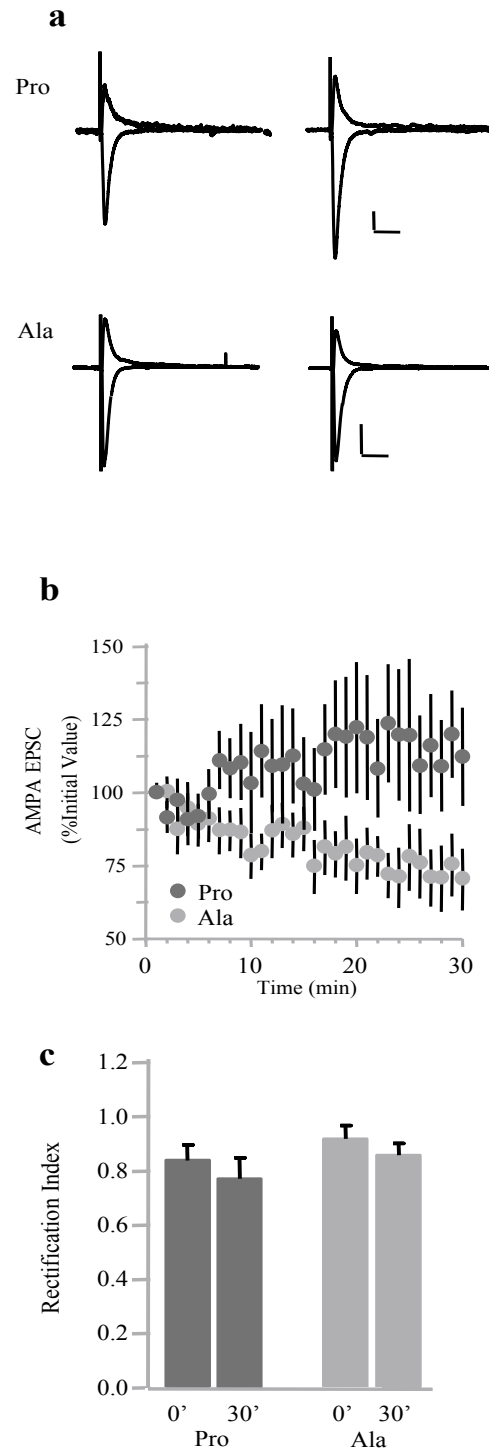 a
Pro
Ala
b
150
125
100
75
50
AMPA EPSC
(%Initial Value)
Pro
Ala
0 10 20 30
Time (min)
c
1.2
1.0
0.8
0.6
0.4
0.2
0.0
Rectification Index
0’ 30’ 0’ 30’
Pro Ala